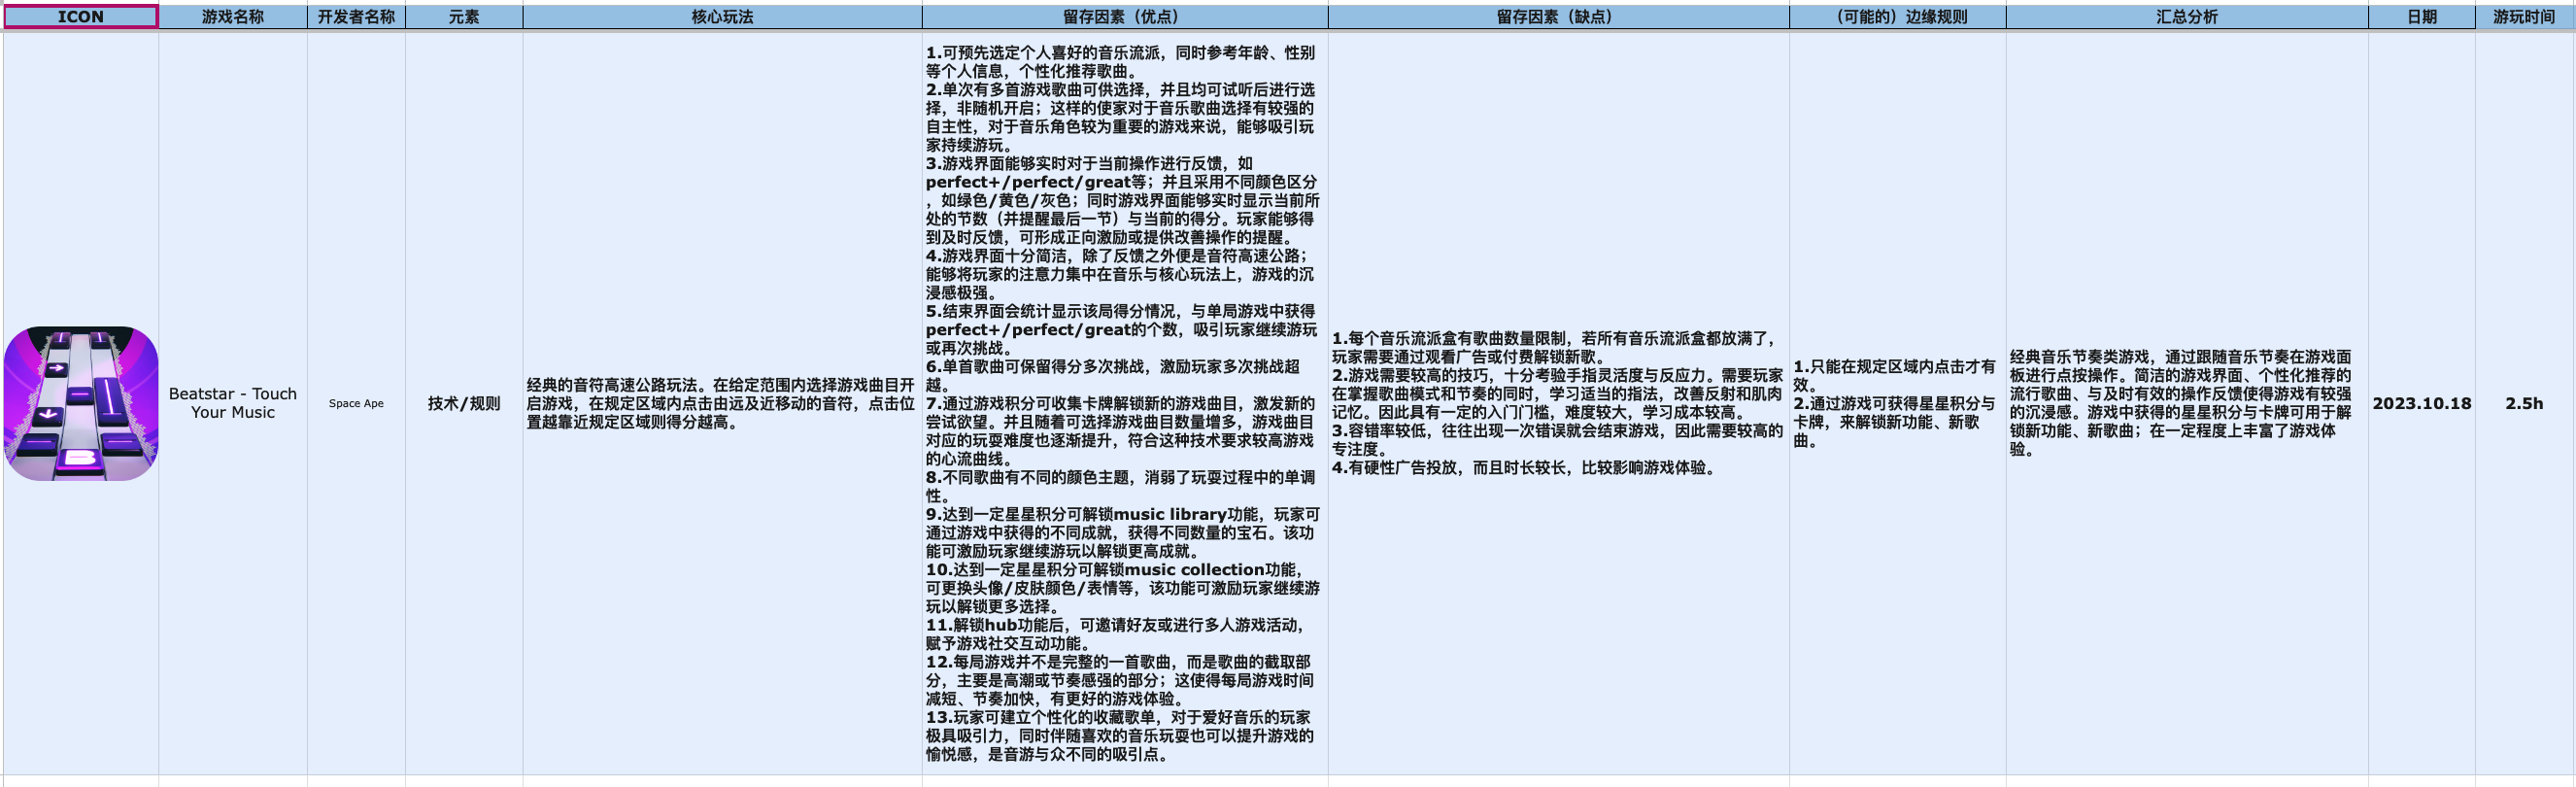 ICON
游戏名称
开发者名称
元素
核心玩法
留存因素（优点）
留存因素（缺点）
（可能的）边缘规则
汇总分析
日期
游玩时间
B
Beatstar - Touch
Your Music
Space Ape
技术/规则
经典的音符高速公路玩法。在给定范围内选择游戏曲目开
启游戏，在规定区域内点击由远及近移动的音符，点击位
置越靠近规定区域则得分越高。
1.可预先选定个人喜好的音乐流派，同时参考年龄、性别
等个人信息，个性化推荐歌曲。
2.单次有多首游戏歌曲可供选择，并且均可试听后进行选
择，非随机开启；这样的使家对于音乐歌曲选择有较强的
自主性，对于音乐角色较为重要的游戏来说，能够吸引玩
家持续游玩。
3.游戏界面能够实时对于当前操作进行反馈，如
perfect+/perfect/great等；并且采用不同颜色区分
，如绿色/黄色/灰色；同时游戏界面能够实时显示当前所
处的节数（并提醒最后一节）与当前的得分。玩家能够得
到及时反馈，可形成正向激励或提供改善操作的提醒。
4.游戏界面十分简洁，除了反馈之外便是音符高速公路；
能够将玩家的注意力集中在音乐与核心玩法上，游戏的沉
浸感极强。
5.结束界面会统计显示该局得分情况，与单局游戏中获得
perfect+/perfect/great的个数，吸引玩家继续游玩
或再次挑战。
6.单首歌曲可保留得分多次挑战，激励玩家多次挑战超
越。
7.通过游戏积分可收集卡牌解锁新的游戏曲目，激发新的
尝试欲望。并且随着可选择游戏曲目数量增多，游戏曲目
对应的玩耍难度也逐渐提升，符合这种技术要求较高游戏
的心流曲线。
8.不同歌曲有不同的颜色主题，消弱了玩耍过程中的单调
性。
9.达到一定星星积分可解锁music library功能，玩家可
通过游戏中获得的不同成就，获得不同数量的宝石。该功
能可激励玩家继续游玩以解锁更高成就。
10.达到一定星星积分可解锁music collection功能，
可更换头像/皮肤颜色/表情等，该功能可激励玩家继续游
玩以解锁更多选择。
11.解锁hub功能后，可邀请好友或进行多人游戏活动，
赋予游戏社交互动功能。
12.每局游戏并不是完整的一首歌曲，而是歌曲的截取部
分，主要是高潮或节奏感强的部分；这使得每局游戏时间
减短、节奏加快，有更好的游戏体验。
13.玩家可建立个性化的收藏歌单，对于爱好音乐的玩家
极具吸引力，同时伴随喜欢的音乐玩耍也可以提升游戏的
愉悦感，是音游与众不同的吸引点。
1.每个音乐流派盒有歌曲数量限制，若所有音乐流派盒都放满了，
玩家需要通过观看广告或付费解锁新歌。
2.游戏需要较高的技巧，十分考验手指灵活度与反应力。需要玩家
在掌握歌曲模式和节奏的同时，学习适当的指法，改善反射和肌肉
记忆。因此具有一定的入门门槛，难度较大，学习成本较高。
3.容错率较低，往往出现一次错误就会结束游戏，因此需要较高的
专注度。
4.有硬性广告投放，而且时长较长，比较影响游戏体验。
1.只能在规定区域内点击才有
效。
2.通过游戏可获得星星积分与
卡牌，来解锁新功能、新歌
曲。
经典音乐节奏类游戏，通过跟随音乐节奏在游戏面
板进行点按操作。简洁的游戏界面、个性化推荐的
流行歌曲、与及时有效的操作反馈使得游戏有较强
的沉浸感。游戏中获得的星星积分与卡牌可用于解
锁新功能、新歌曲；在一定程度上丰富了游戏体
验。
2023.10.18
2.5h